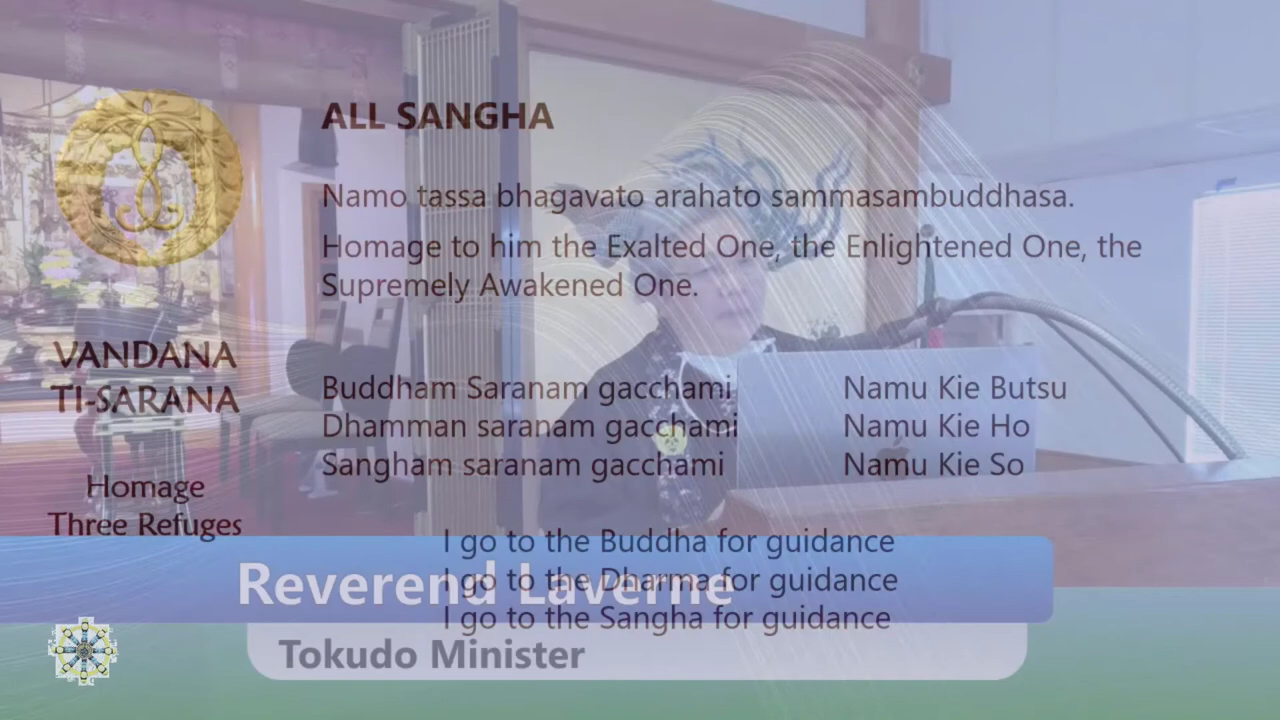 ALL SANGHA
Namo tassa bhagavato arahato sammasambuddhasa.
Homage to him the Exalted One, the Enlightened One, the
Supremely Awakened One.
VANDANA
TI-SARANA
Homage
Three Refuges
Buddham Saranam gacchami Namu Kie Butsu
Dhamman saranam gacchami Namu Kie Ho
Sangham saranam gacchami Namu Kie So
I go to the Buddha for guidance
I go to the Dharma for guidance
I go to the Sangha for guidance
Reverend Laverne
Tokudo Minister